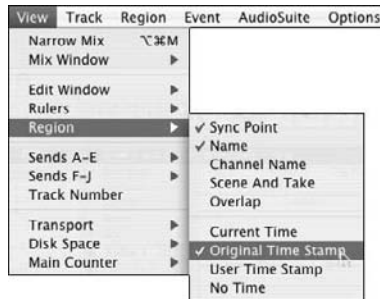 View Track Region Event AudioSuite Options
Narrow Mix ⌥⌘M
Mix Window
Edit Window
Rulers
Region
Sends A-E
Sends F-J
Track Number
Transport
Disk Space
Main Counter
✓ Sync Point
✓ Name
Channel Name
Scene And Take
Overlap
Current Time
✓ Original Time Stamp
User Time Stamp
No Time